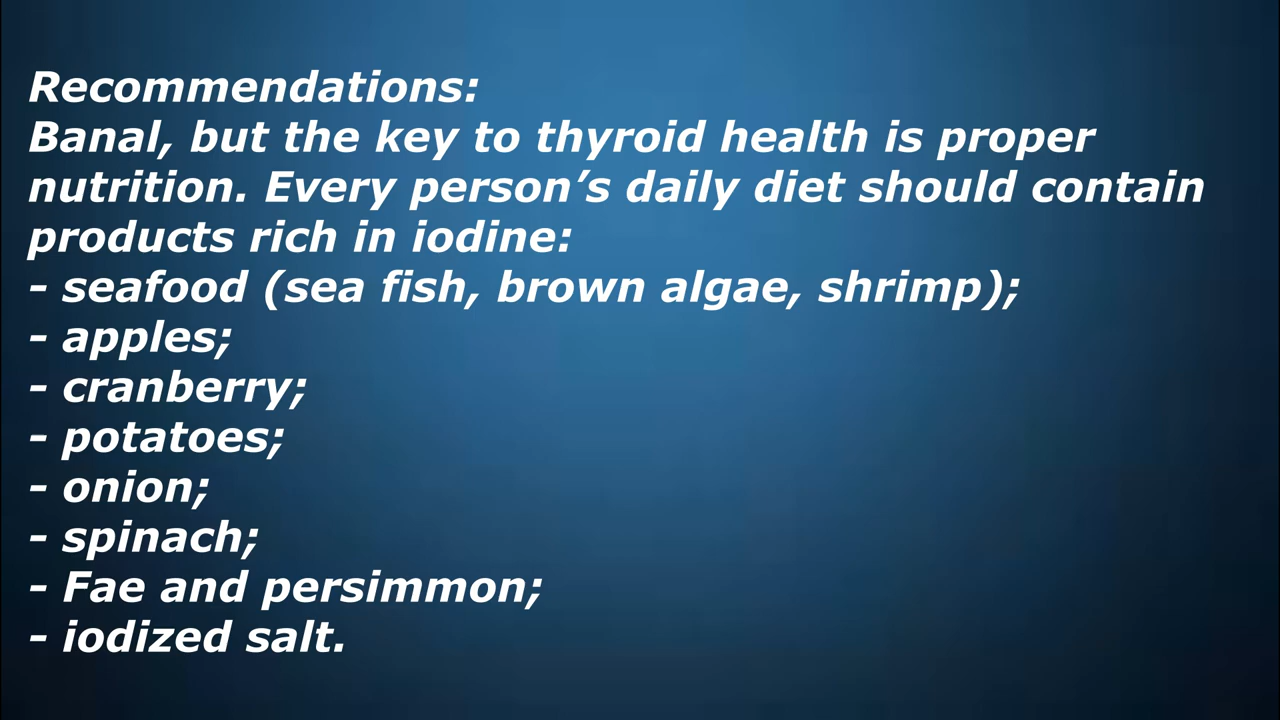 Recommendations:
Banal, but the key to thyroid health is proper
nutrition. Every person’s daily diet should contain
products rich in iodine:
- seafood (sea fish, brown algae, shrimp);
- apples;
- cranberry;
- potatoes;
- onion;
- spinach;
- Fae and persimmon;
- iodized salt.